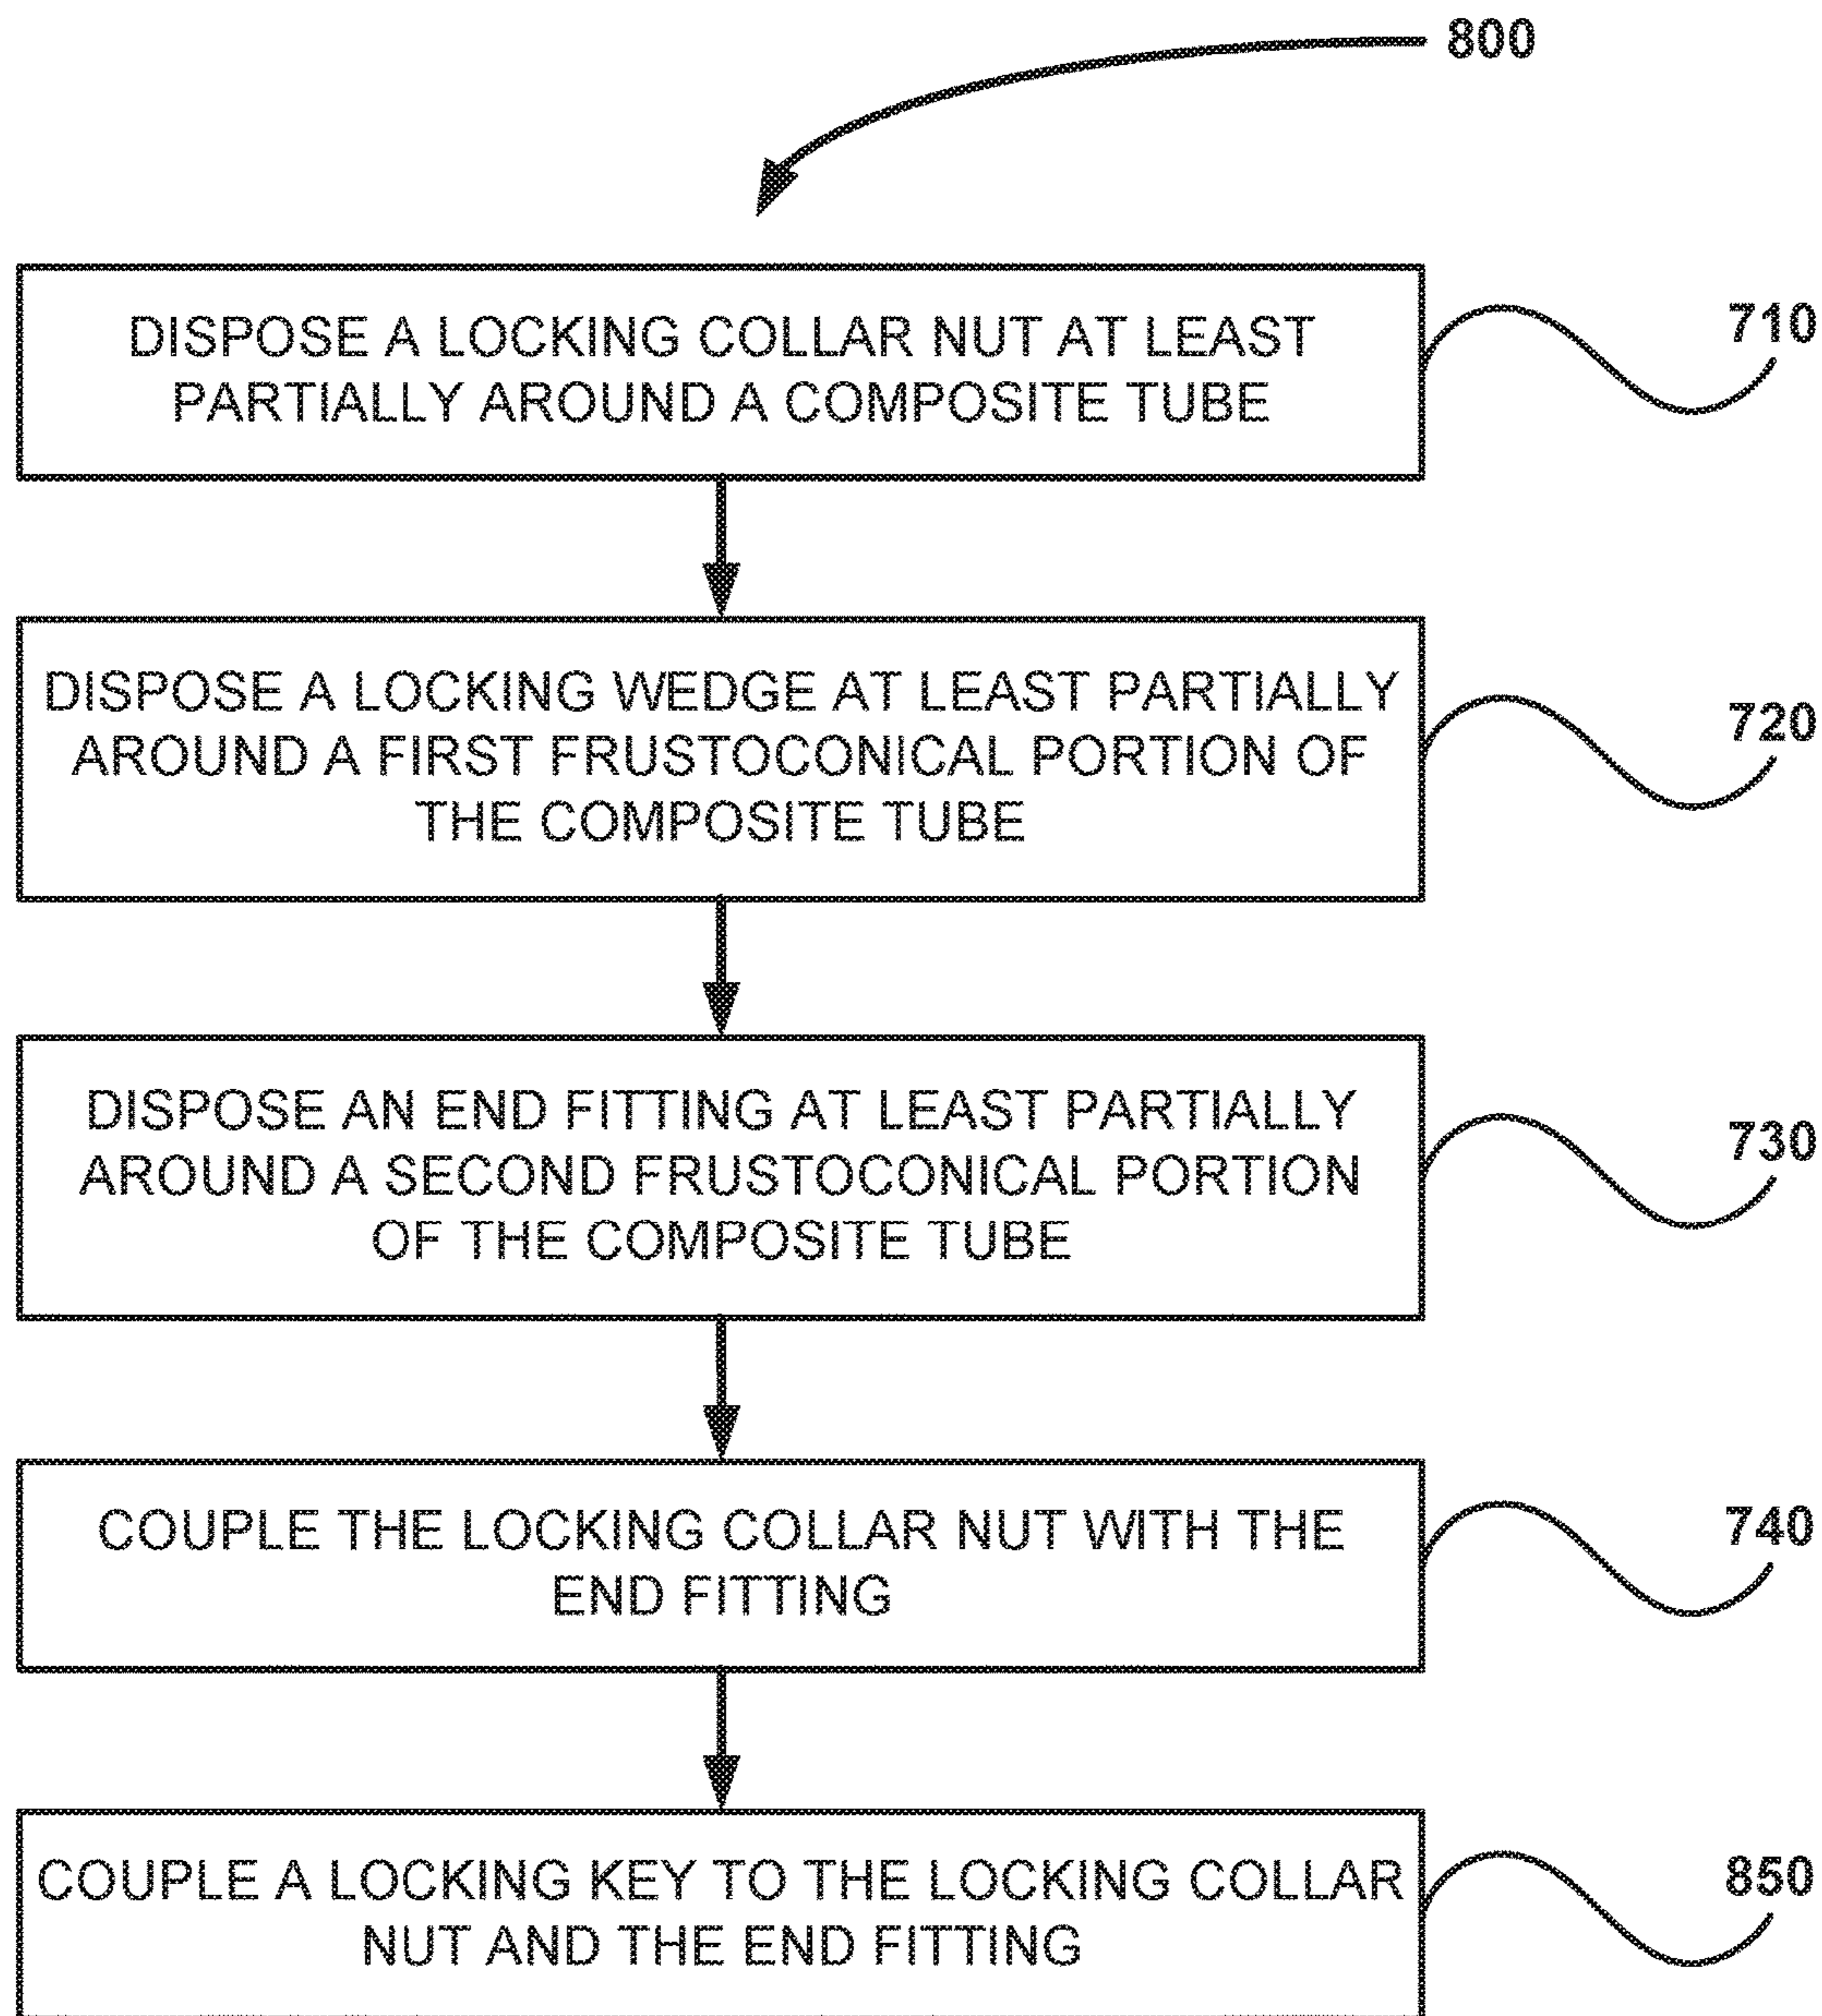 800
DISPOSE A LOCKING COLLAR NUT AT LEAST
PARTIALLY AROUND A COMPOSITE TUBE
710
DISPOSE A LOCKING WEDGE AT LEAST PARTIALLY
AROUND A FIRST FRUSTOCONICAL PORTION OF
THE COMPOSITE TUBE
720
DISPOSE AN END FITTING AT LEAST PARTIALLY
AROUND A SECOND FRUSTOCONICAL PORTION
OF THE COMPOSITE TUBE
730
COUPLE THE LOCKING COLLAR NUT WITH THE
END FITTING
740
COUPLE A LOCKING KEY TO THE LOCKING COLLAR
NUT AND THE END FITTING
850